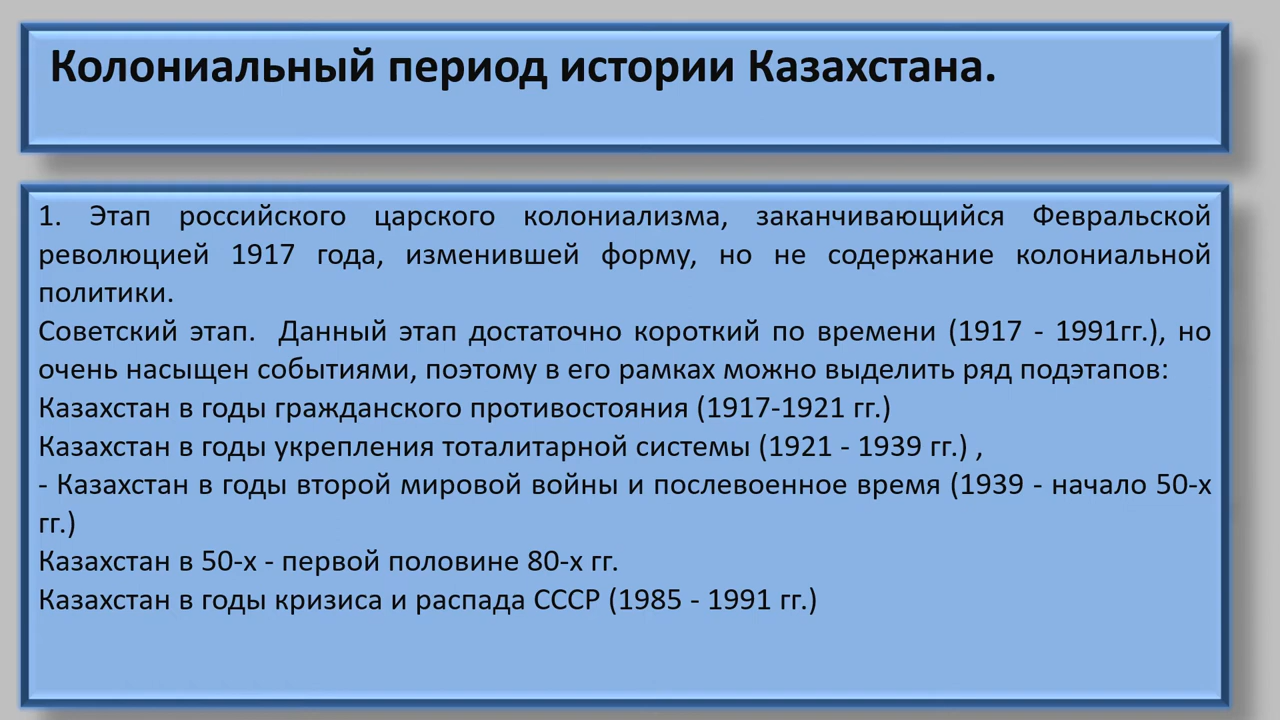 Колониальный период истории Казахстана.
1. Этап российского царского колониализма, заканчивающийся Февральской
революцией 1917 года, изменившей форму, но не содержание колониальной
политики.
Советский этап. Данный этап достаточно короткий по времени (1917 - 1991гг.), но
очень насыщен событиями, поэтому в его рамках можно выделить ряд подэтапов:
Казахстан в годы гражданского противостояния (1917-1921 гг.)
Казахстан в годы укрепления тоталитарной системы (1921 - 1939 гг.) ,
- Казахстан в годы второй мировой войны и послевоенное время (1939 - начало 50-х
гг.)
Казахстан в 50-х - первой половине 80-х гг.
Казахстан в годы кризиса и распада СССР (1985 - 1991 гг.)